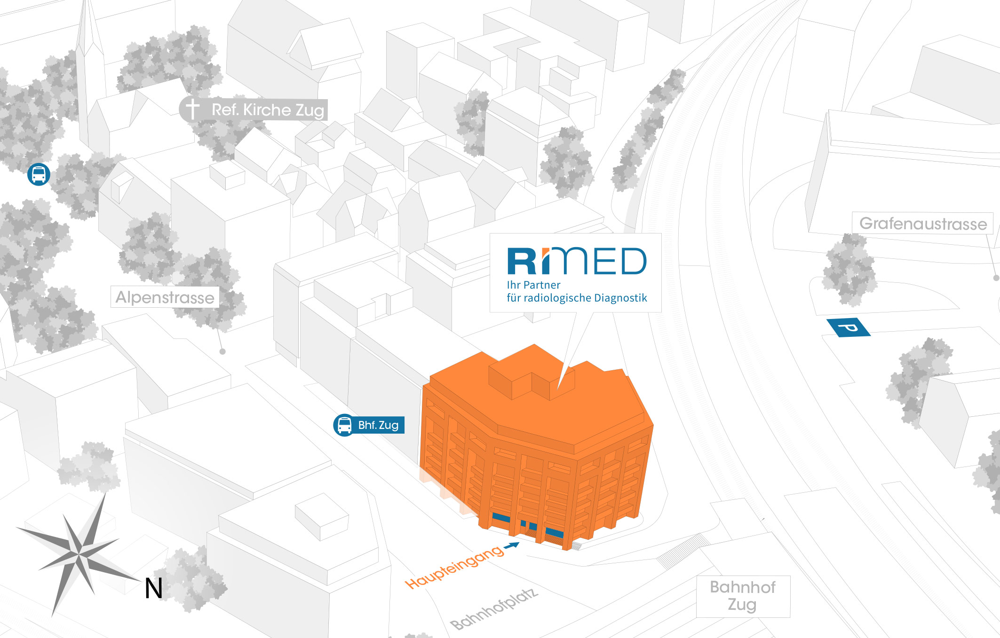 Ref. Kirche Zug
Grafenaustrasse
RIMED
Ihr Partner
für radiologische Diagnostik
Alpenstrasse
P
Bhf. Zug
Haupteingang
Bahnhofplatz
Bahnhof
Zug
N